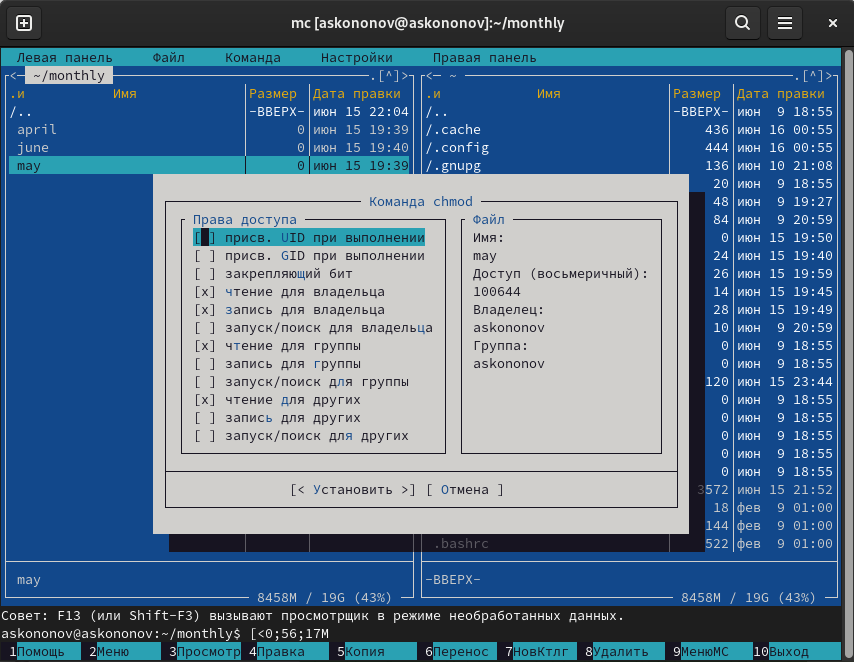 mc [askononov@askononov]:~/monthly
Левая панель Файл Команда Настройки Правая панель
<─ ~/monthly ─.[^]> <─ ~ ─.[^]>
.и Имя Размер Дата правки .и Имя Размер Дата правки
/.. -ВВЕРХ- июн 15 22:04 /.. -ВВЕРХ- июн 9 18:55
april 0 июн 15 19:39 /.cache 436 июн 16 00:55
june 0 июн 15 19:40 /.config 444 июн 16 00:55
may 0 июн 15 19:39 /.gnupg 136 июн 10 21:08
20 июн 9 18:55
Команда chmod 48 июн 9 19:27
Права доступа Файл 84 июн 9 20:59
[ ] присв. UID при выполнении Имя: 0 июн 15 19:50
[ ] присв. GID при выполнении may 24 июн 15 19:40
[ ] закрепляющий бит Доступ (восьмеричный): 26 июн 15 19:59
[x] чтение для владельца 100644 14 июн 15 19:45
[x] запись для владельца Владелец: 28 июн 15 19:49
[ ] запуск/поиск для владельца askononov 10 июн 9 20:59
[x] чтение для группы Группа: 0 июн 9 18:55
[ ] запись для группы askononov 0 июн 9 18:55
[ ] запуск/поиск для группы 120 июн 15 23:44
[x] чтение для других 0 июн 9 18:55
[ ] запись для других 0 июн 9 18:55
[ ] запуск/поиск для других 0 июн 9 18:55
0 июн 9 18:55
0 июн 9 18:55
[< Установить >] [ Отмена ] 3572 июн 15 21:52
18 фев 9 01:00
144 фев 9 01:00
.bashrc 522 фев 9 01:00
may -ВВЕРХ-
8458M / 19G (43%) 8458M / 19G (43%)
Совет: F13 (или Shift-F3) вызывают просмотрщик в режиме необработанных данных.
askononov@askononov:~/monthly$ [<0;56;17M
1Помощь 2Меню 3Просмотр 4Правка 5Копия 6Перенос 7НовКтлг 8Удалить 9МенюМС 10Выход